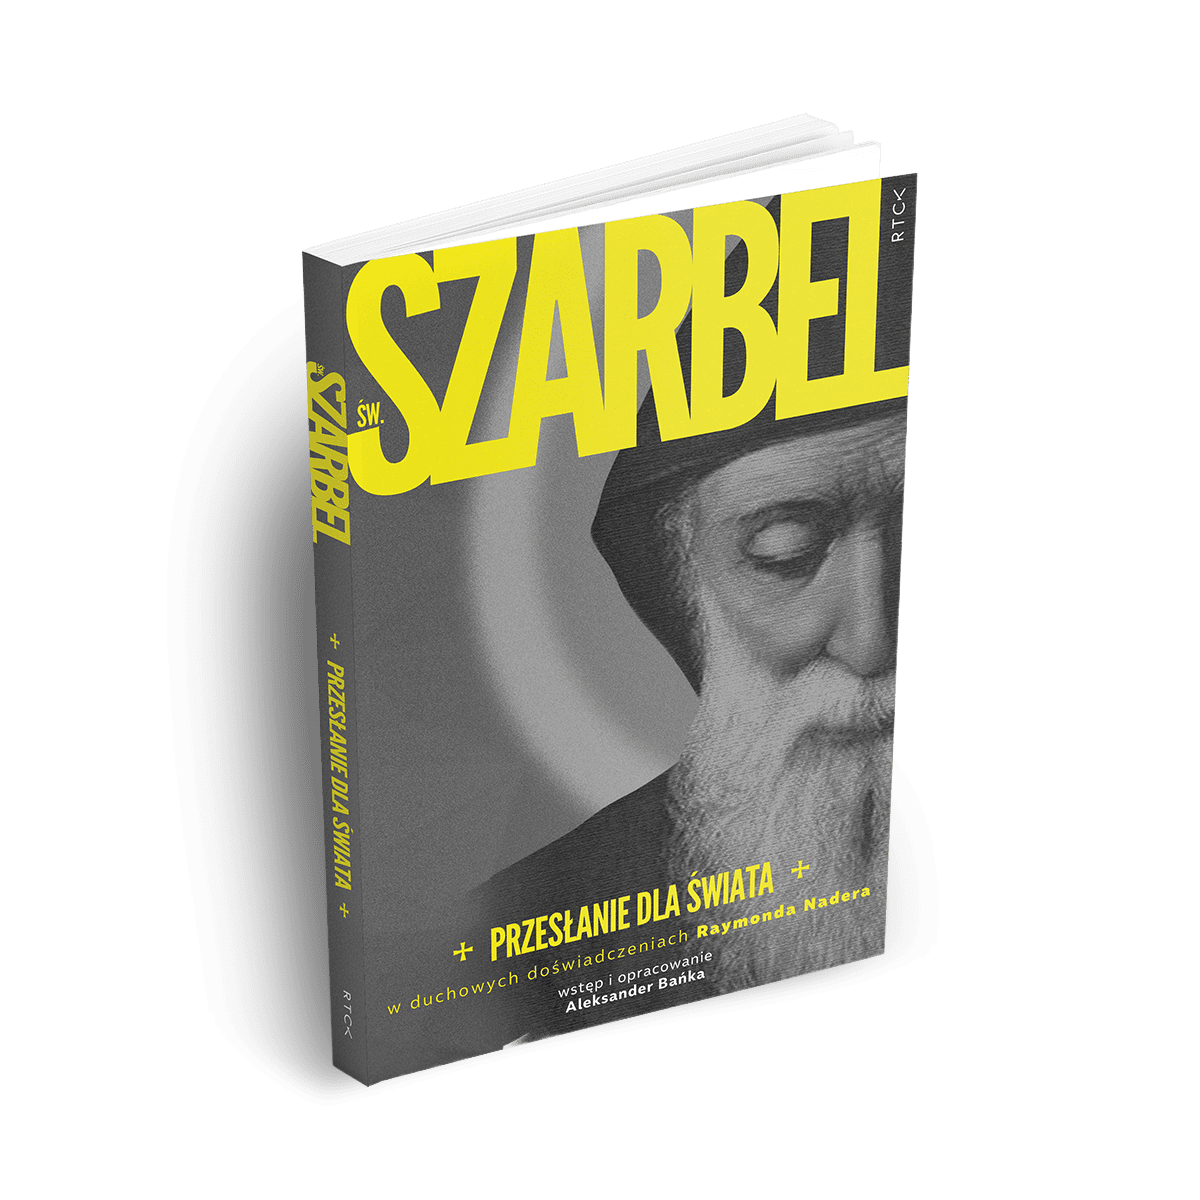 RTCK
ŚW.
SZARBEL
PRZESŁANIE DLA ŚWIATA
w duchowych doświadczeniach Raymonda Nadera
wstęp i opracowanie
Aleksander Bańka
ŚW.
SZARBEL
PRZESŁANIE DLA ŚWIATA
RTCK